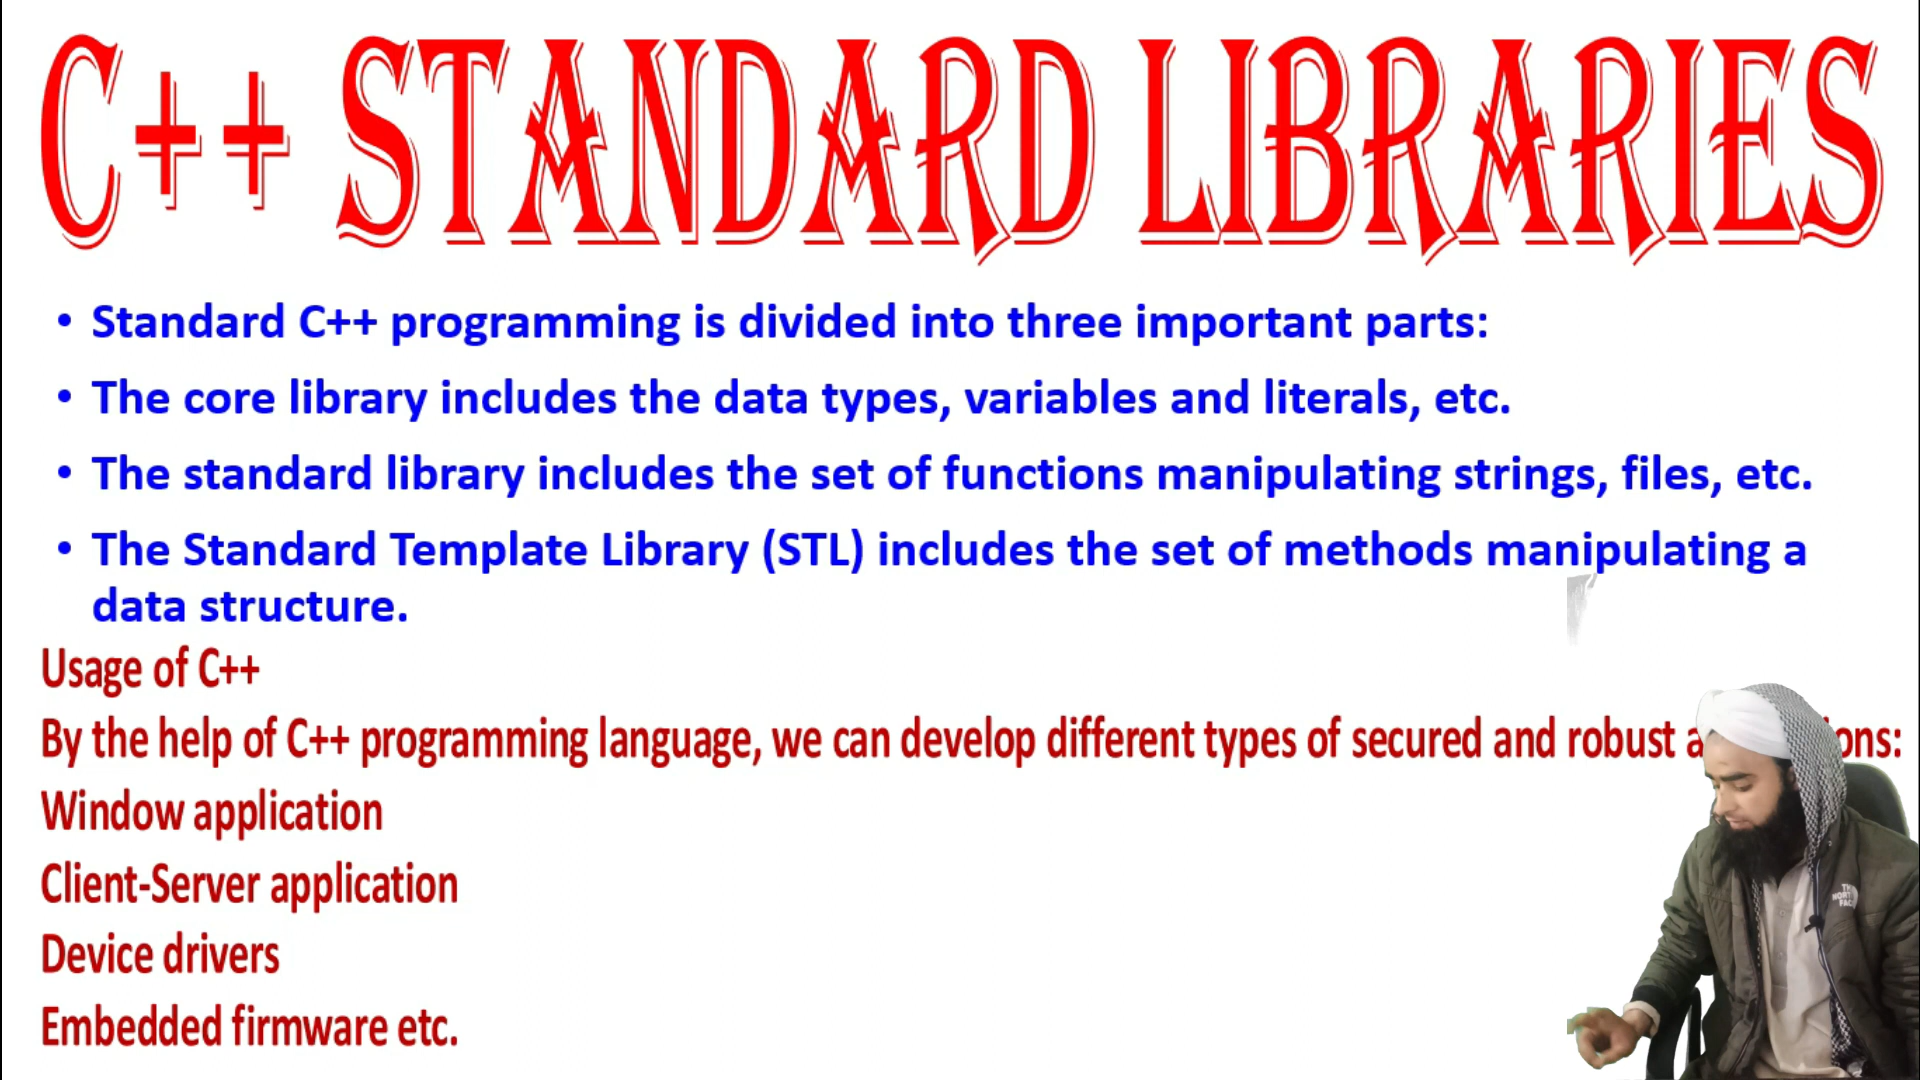 C++ STANDARD LIBRARIES
• Standard C++ programming is divided into three important parts:
• The core library includes the data types, variables and literals, etc.
• The standard library includes the set of functions manipulating strings, files, etc.
• The Standard Template Library (STL) includes the set of methods manipulating a
data structure.
Usage of C++
By the help of C++ programming language, we can develop different types of secured and robust
Window application
Client-Server application
THE
NORTH
FACE
Device drivers
Embedded firmware etc.